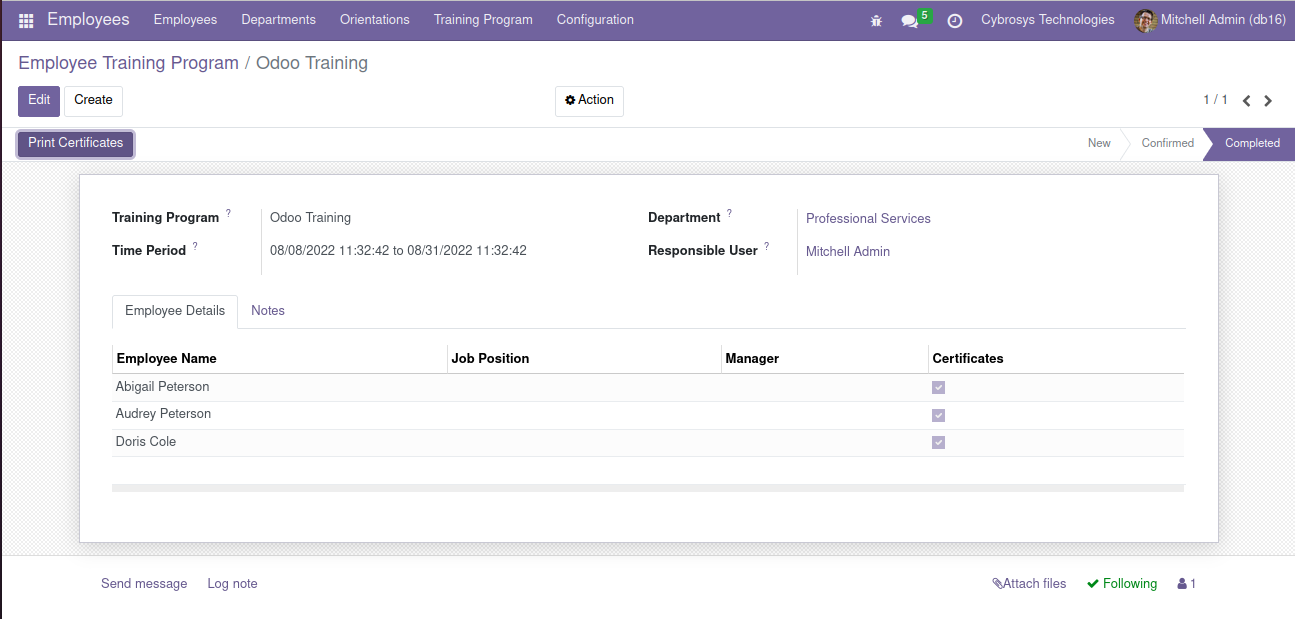 Employees Employees Departments Orientations Training Program Configuration 5 Cybrosys Technologies Mitchell Admin (db16)
Employee Training Program / Odoo Training
Edit Create Action 1 / 1
Print Certificates New Confirmed Completed
Training Program ? Odoo Training Department ? Professional Services
Time Period ? 08/08/2022 11:32:42 to 08/31/2022 11:32:42 Responsible User ? Mitchell Admin
Employee Details Notes
Employee Name Job Position Manager Certificates
Abigail Peterson
Audrey Peterson
Doris Cole
Send message Log note Attach files Following 1